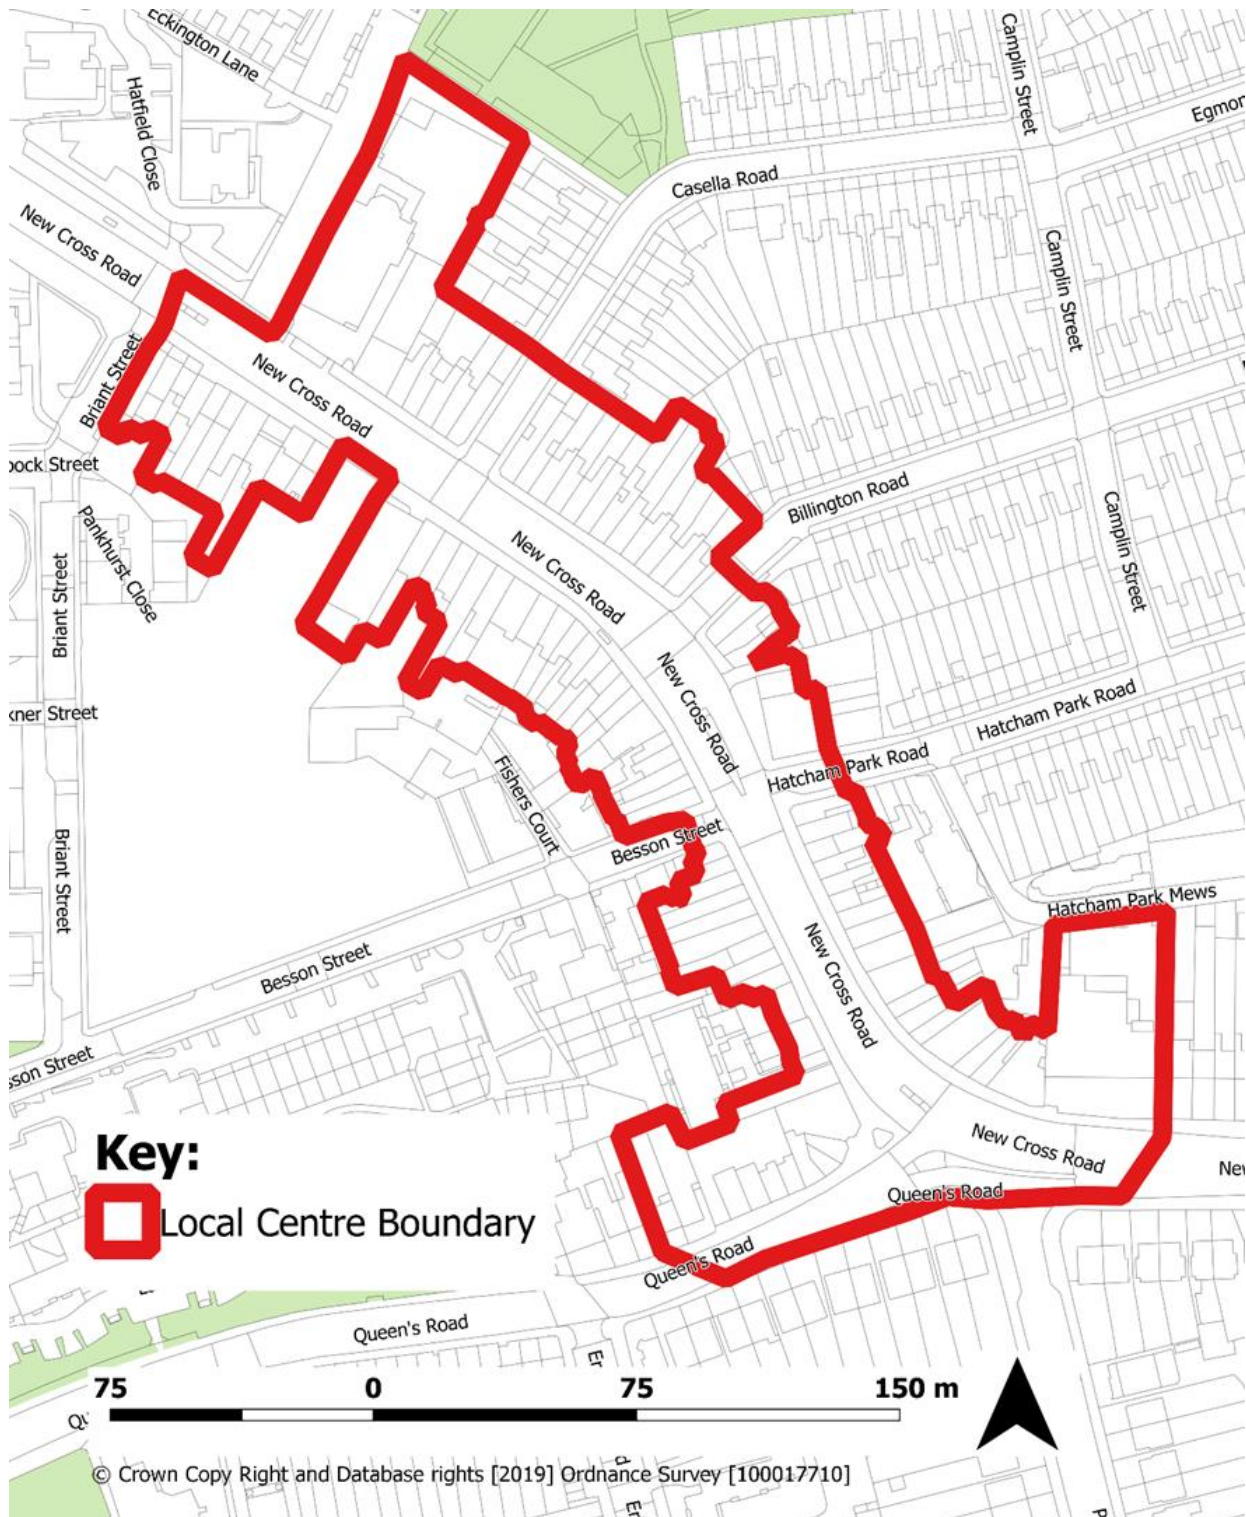 Eckington Lane
Camplin Street
Hatfield Close
Egmor
Casella Road
New Cross Road
Camplin Street
Briant Street
New Cross Road
ock Street
Billington Road
Camplin Street
Pankhurst Close
New Cross Road
Briant Street
New Cross Road
Hatcham Park Road
xner Street
Hatcham Park Road
Fishers Court
Besson Street
Briant Street
Hatcham Park Mews
New Cross Road
Besson Street
sson Street
New Cross Road
Key:
Queen's Road
Local Centre Boundary
Queen's Road
Queen's Road
75 0 75 150 m
© Crown Copy Right and Database rights [2019] Ordnance Survey [100017710]